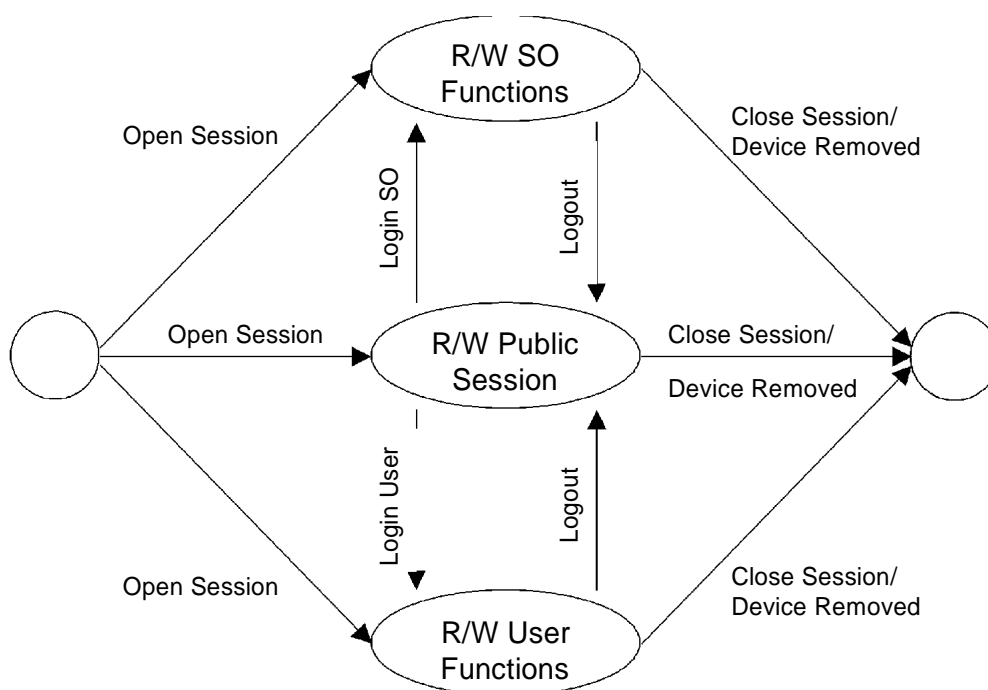 R/W SO
Functions
Open Session
Close Session/
Device Removed
Login SO
Logout
Open Session
R/W Public
Session
Close Session/
Device Removed
Login User
Logout
Open Session
Close Session/
Device Removed
R/W User
Functions